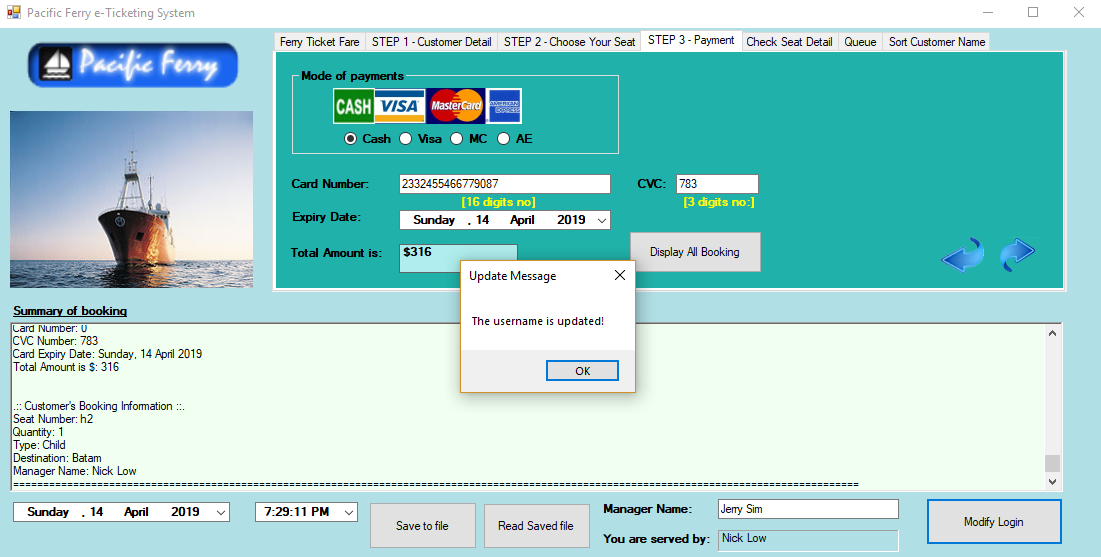 Pacific Ferry e-Ticketing System
Pacific Ferry
Ferry Ticket Fare STEP 1 - Customer Detail STEP 2 - Choose Your Seat STEP 3 - Payment Check Seat Detail Queue Sort Customer Name
Mode of payments
CASH VISA MasterCard AMERICAN EXPRESS
Cash Visa MC AE
Card Number: 2332455466779087 CVC: 783
[16 digits no] [3 digits no:]
Expiry Date: Sunday , 14 April 2019
Total Amount is: $316 Display All Booking
Update Message
The username is updated!
OK
Summary of booking
Card Number: 0
CVC Number: 783
Card Expiry Date: Sunday, 14 April 2019
Total Amount is $: 316
.:: Customer's Booking Information ::.
Seat Number: h2
Quantity: 1
Type: Child
Destination: Batam
Manager Name: Nick Low
Sunday , 14 April 2019 7:29:11 PM Save to file Read Saved file
Manager Name: Jerry Sim
You are served by: Nick Low
Modify Login